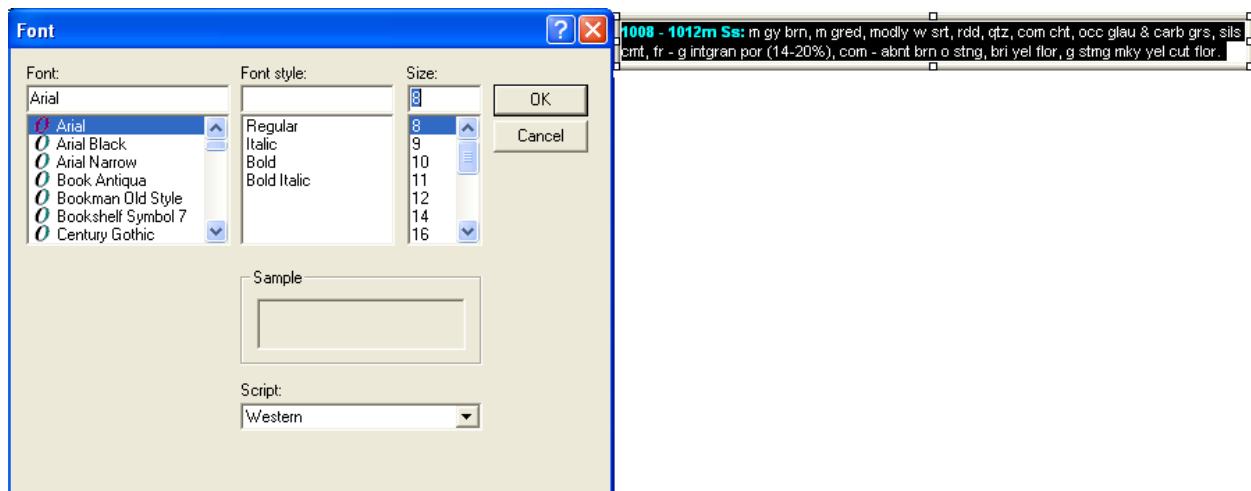 Font
Font:
Font style:
Size:
Arial
8
OK
Cancel
Arial
Arial Black
Arial Narrow
Book Antiqua
Bookman Old Style
Bookshelf Symbol 7
Century Gothic
Regular
Italic
Bold
Bold Italic
8
9
10
11
12
14
16
Sample
Script:
Western
1008 - 1012m Ss: m gy brn, m gred, modly w srt, rdd, qtz, com cht, occ glau & carb grs, sils
cmt, fr - g intgran por (14-20%), com - abnt brn o stng, bri yel flor, g stmg mky yel cut flor.